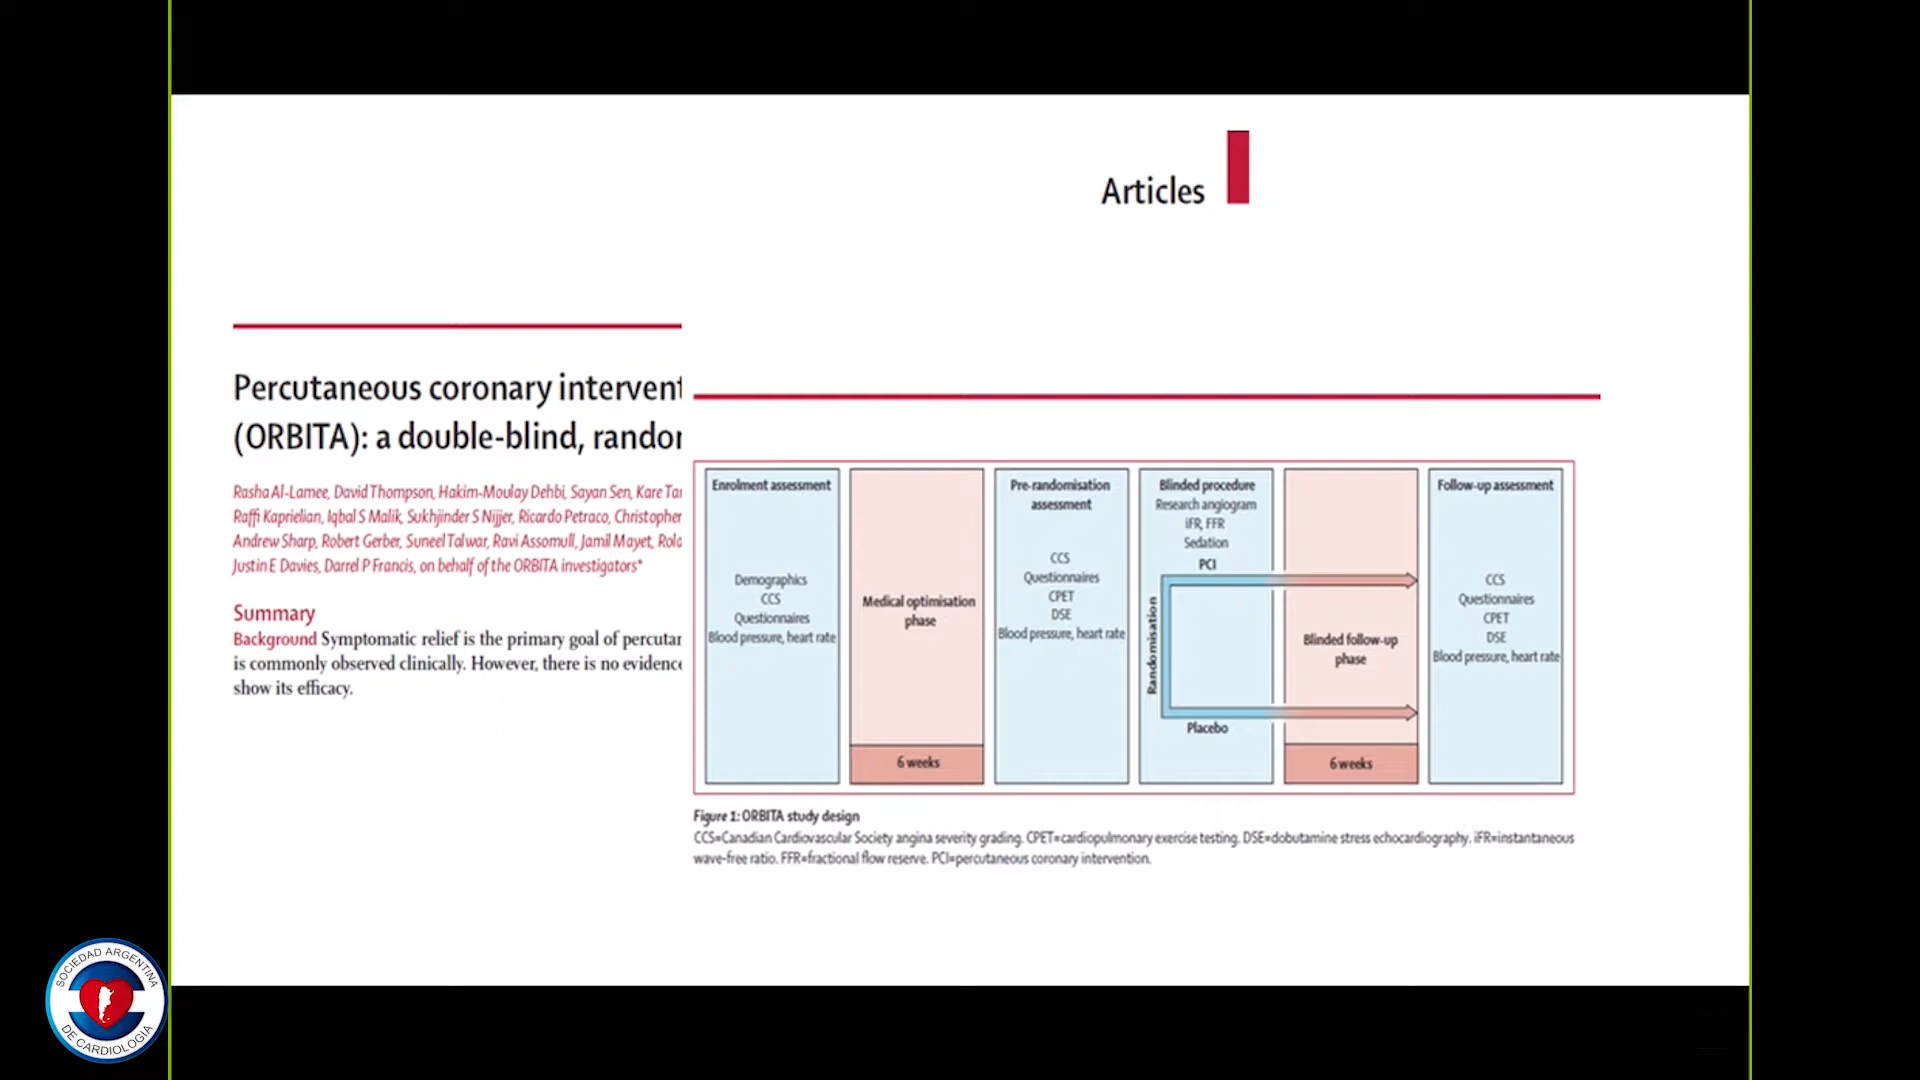 Articles
Percutaneous coronary intervent
(ORBITA): a double-blind, randor
Rasha Al-Lamee, David Thompson, Hakim-Moulay Dehbi, Sayan Sen, Kare Tar
Raffi Kaprielian, Iqbal S Malik, Sukhjinder S Nijjer, Ricardo Petraco, Christopher
Andrew Sharp, Robert Gerber, Suneel Talwar, Ravi Assomull, Jamil Mayet, Rola
Justin E Davies, Darrel P Francis, on behalf of the ORBITA investigators*
Summary
Background Symptomatic relief is the primary goal of percutar
is commonly observed clinically. However, there is no evidence
show its efficacy.
Enrolment assessment
Demographics
CCS
Questionnaires
Blood pressure, heart rate
Medical optimisation
phase
6 weeks
Pre-randomisation
assessment
CCS
Questionnaires
CPET
DSE
Blood pressure, heart rate
Blinded procedure
Research angiogram
iFR, FFR
Sedation
PCI
Randomisation
Placebo
Blinded follow-up
phase
6 weeks
Follow-up assessment
CCS
Questionnaires
CPET
DSE
Blood pressure, heart rate
Figure 1: ORBITA study design
CCS=Canadian Cardiovascular Society angina severity grading. CPET=cardiopulmonary exercise testing. DSE=dobutamine stress echocardiography. iFR=instantaneous
wave-free ratio. FFR=fractional flow reserve. PCI=percutaneous coronary intervention.
SOCIEDAD ARGENTINA
DE CARDIOLOGIA